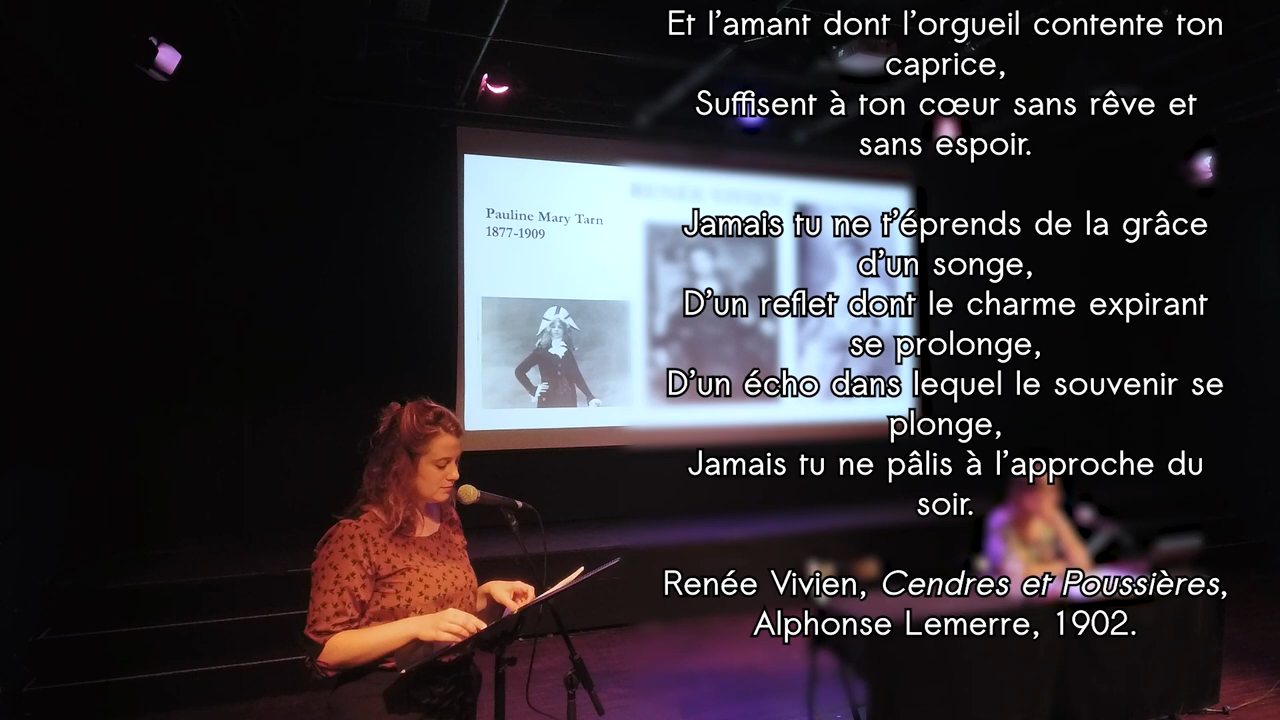 Et l’amant dont l’orgueil contente ton
caprice,
Suffisent à ton cœur sans rêve et
sans espoir.
Jamais tu ne t’éprends de la grâce
d’un songe,
D’un reflet dont le charme expirant
se prolonge,
D’un écho dans lequel le souvenir se
plonge,
Jamais tu ne pâlis à l’approche du
soir.
Renée Vivien, Cendres et Poussières,
Alphonse Lemerre, 1902.
Pauline Mary Tarn
1877-1909
RENÉE VIVIEN